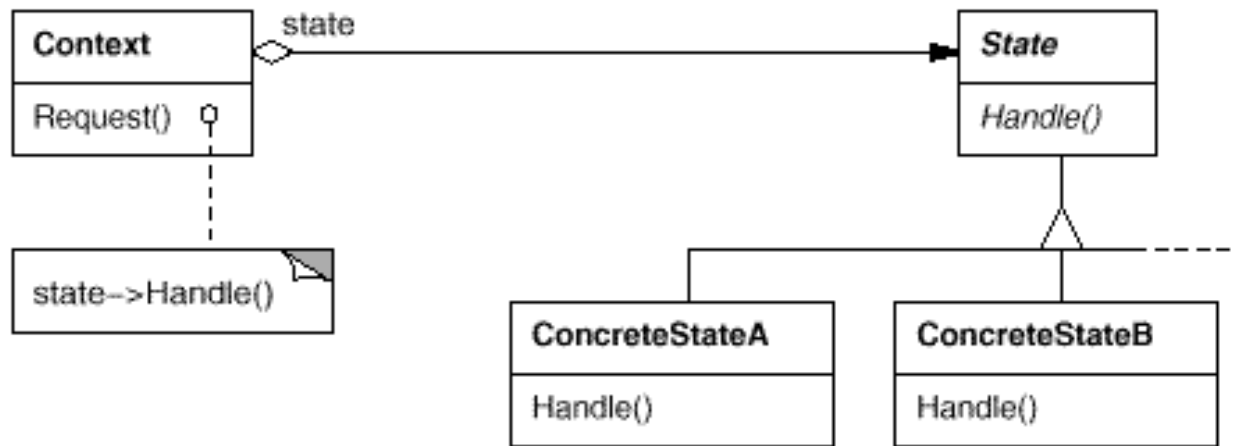 state
Context
State
Request()
Handle()
state–>Handle()
ConcreteStateA
ConcreteStateB
Handle()
Handle()